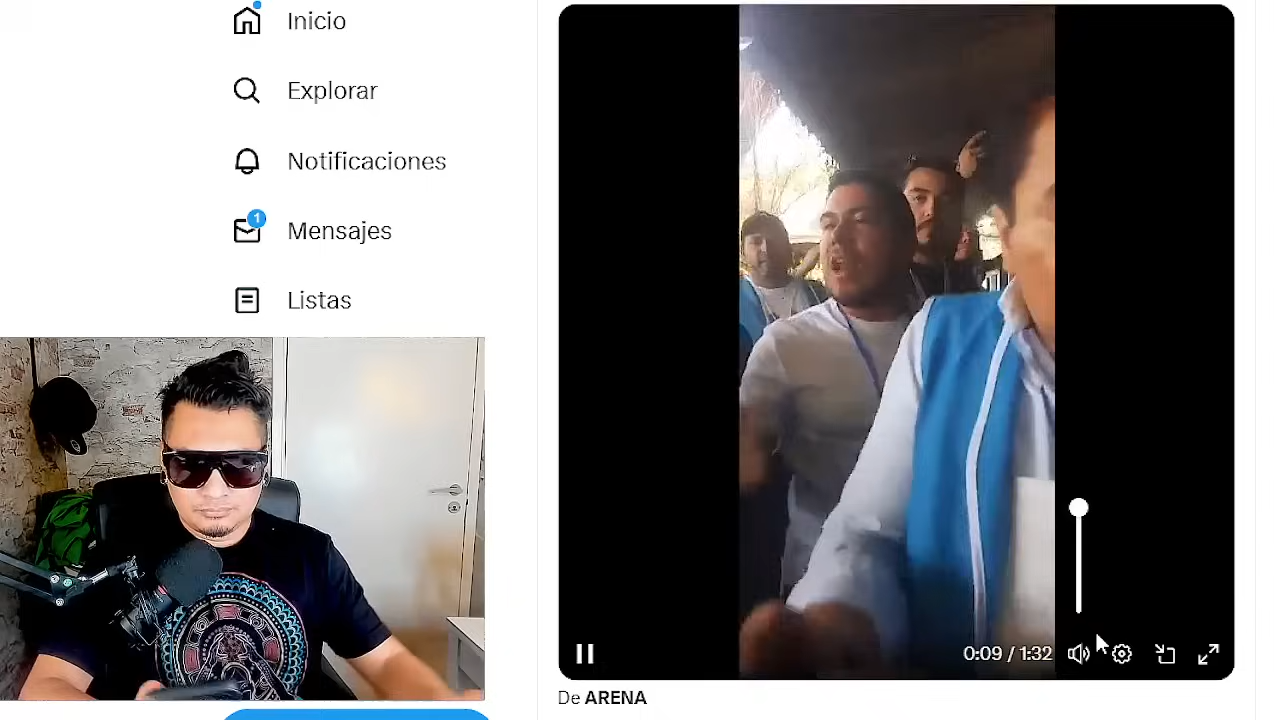 Inicio
Explorar
Notificaciones
1
Mensajes
Listas
0:09 / 1:32
De ARENA